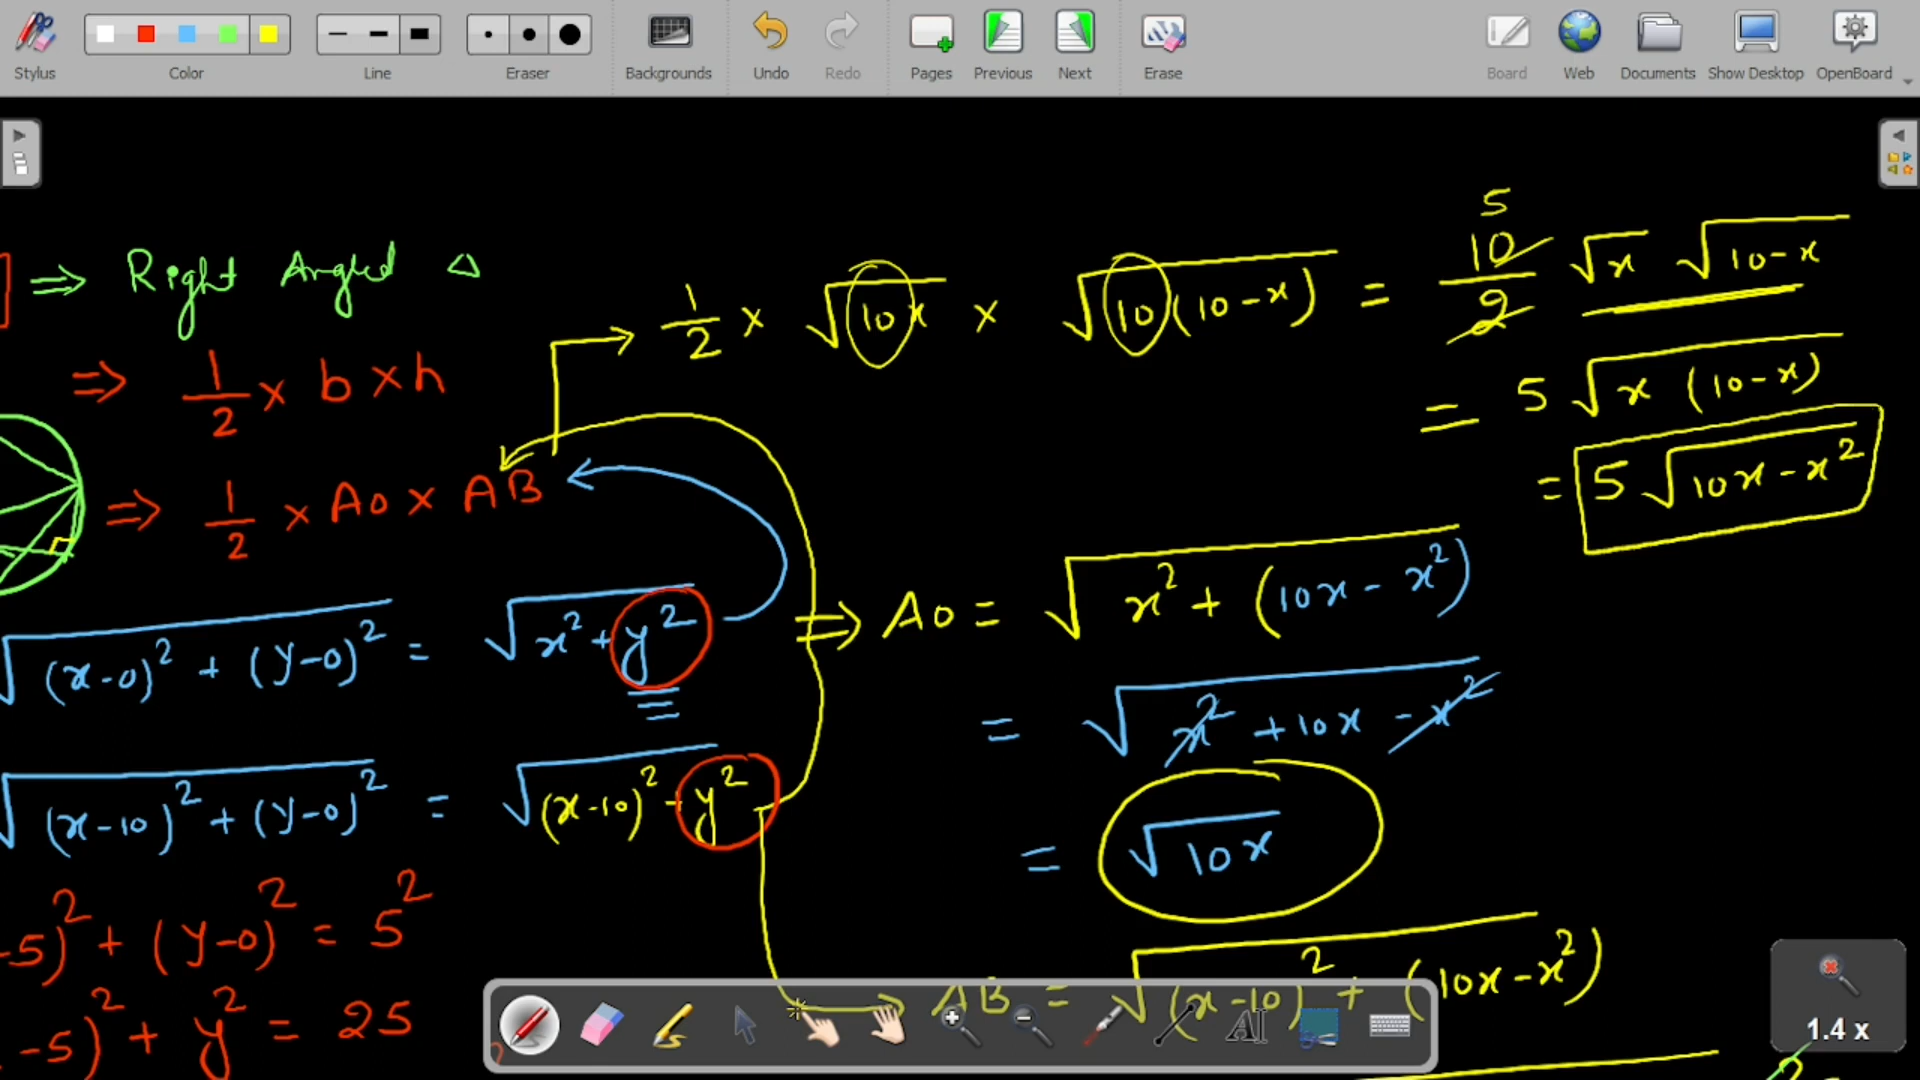 Stylus Color Line Eraser Backgrounds Undo Redo Pages Previous Next Erase Board Web Documents Show Desktop OpenBoard
⇒ Right Angled △
1/2 × √10x × √10(10-x) = 10/2 √x √10-x
5
= 5 √x (10-x)
= 5 √10x-x²
⇒ 1/2 × b × h
⇒ 1/2 × AO × AB
√(x-0)² + (y-0)² = √x² + y²
⇒ AO = √x² + (10x - x²)
= √x² + 10x - x²
= √10x
√(x-10)² + (y-0)² = √(x-10)² + y²
-5)² + (y-0)² = 5²
-5)² + y² = 25
AB = √(x-10)² + (10x-x²)
1.4 x